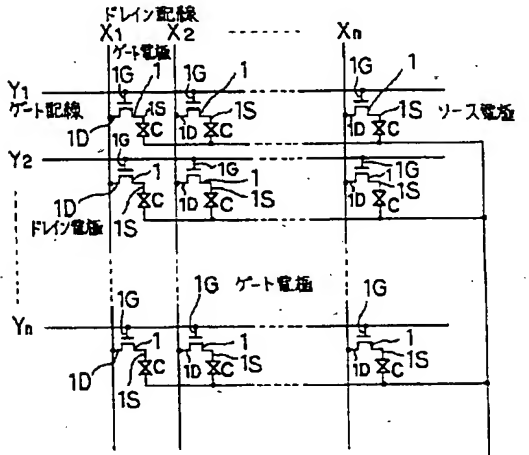 ドレイン配線
X1 X2 Xn
ゲート電極
Y1 1G 1 1G 1 1G 1
ゲート配線 1S 1S 1S ソース電極
1D C 1D C 1D C
Y2 1G 1G 1G
1 1 1
1D 1S C 1D 1S C 1D 1S C
ドレイン電極
ゲート電極
Yn 1G 1G 1G
1 1 1
1D 1S C 1D 1S C 1D 1S C